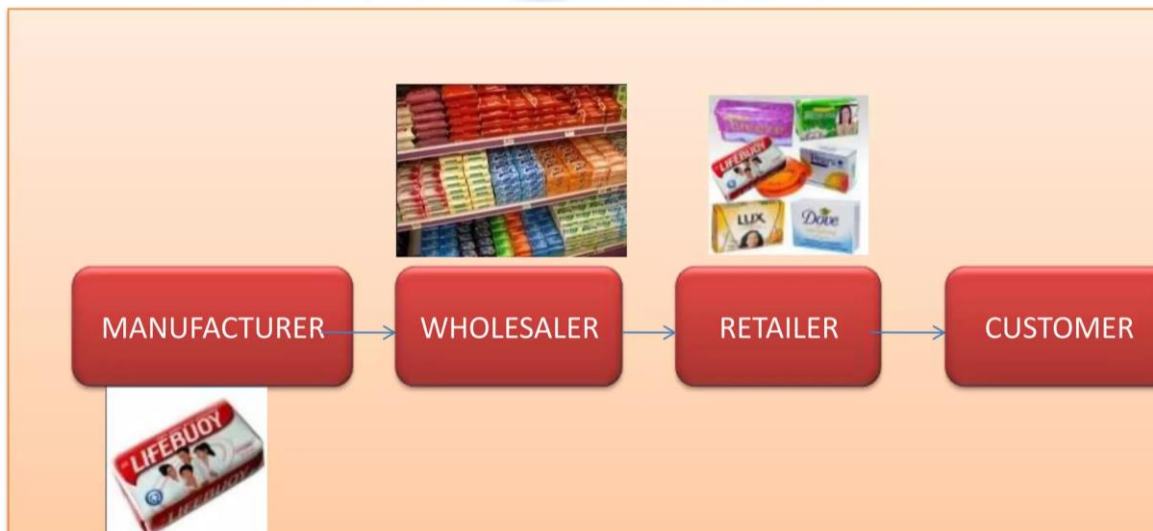 MANUFACTURER
WHOLESALER
RETAILER
CUSTOMER
LIFEBUOY
LUX
Dove
LIFEBUOY
LIFEBUOY